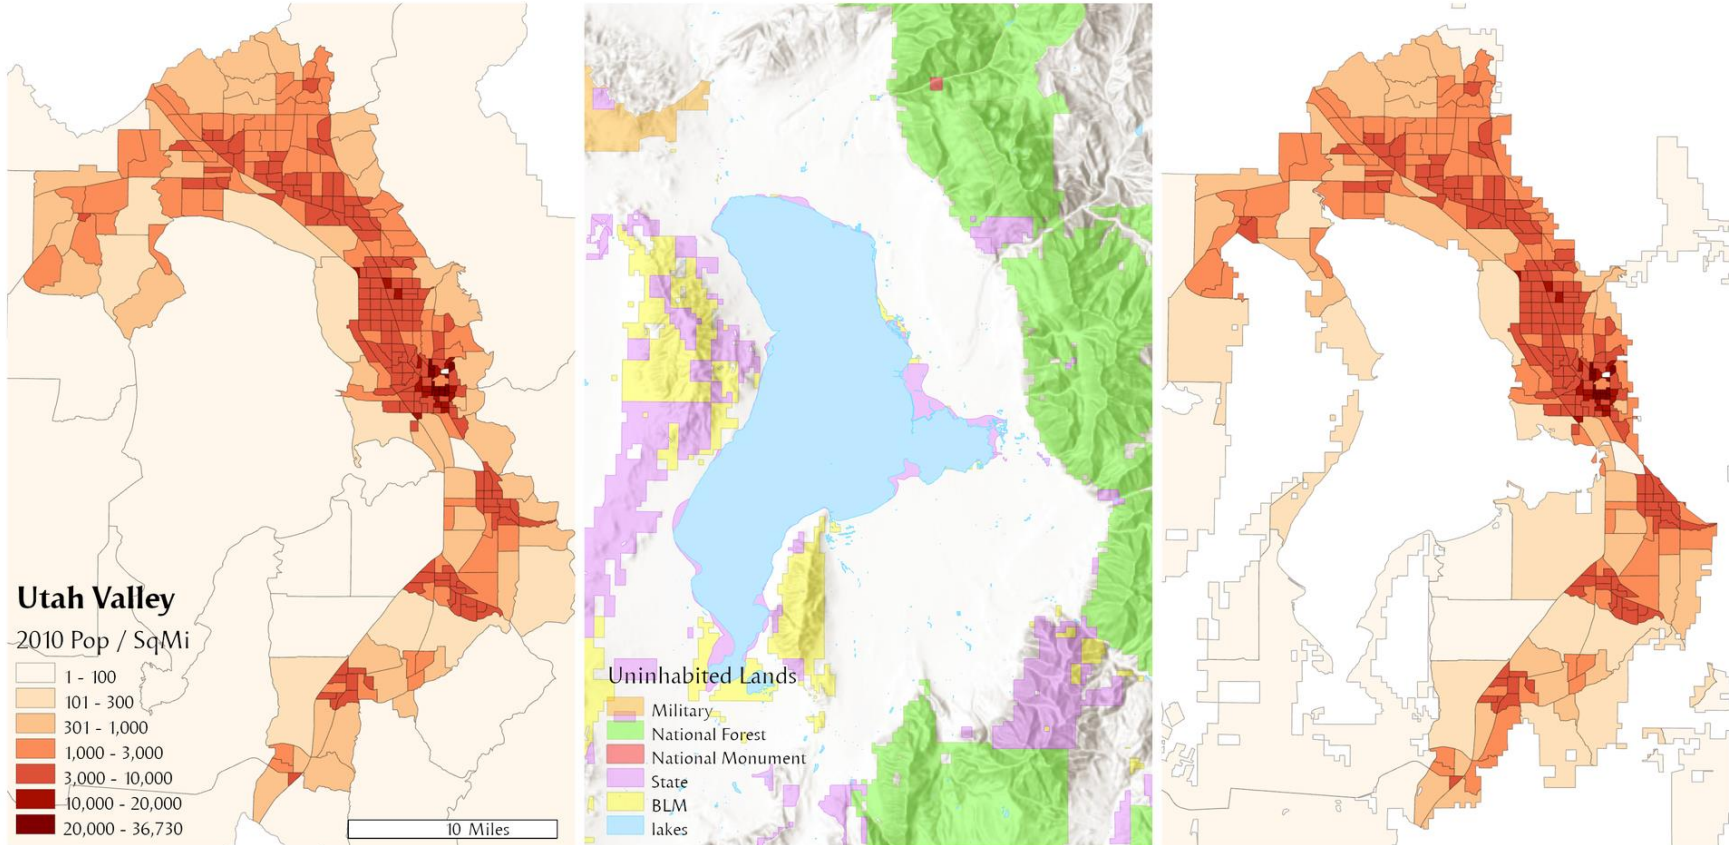 Utah Valley
2010 Pop / SqMi
1 - 100
101 - 300
301 - 1,000
1,000 - 3,000
3,000 - 10,000
10,000 - 20,000
20,000 - 36,730
10 Miles
Uninhabited Lands
Military
National Forest
National Monument
State
BLM
lakes